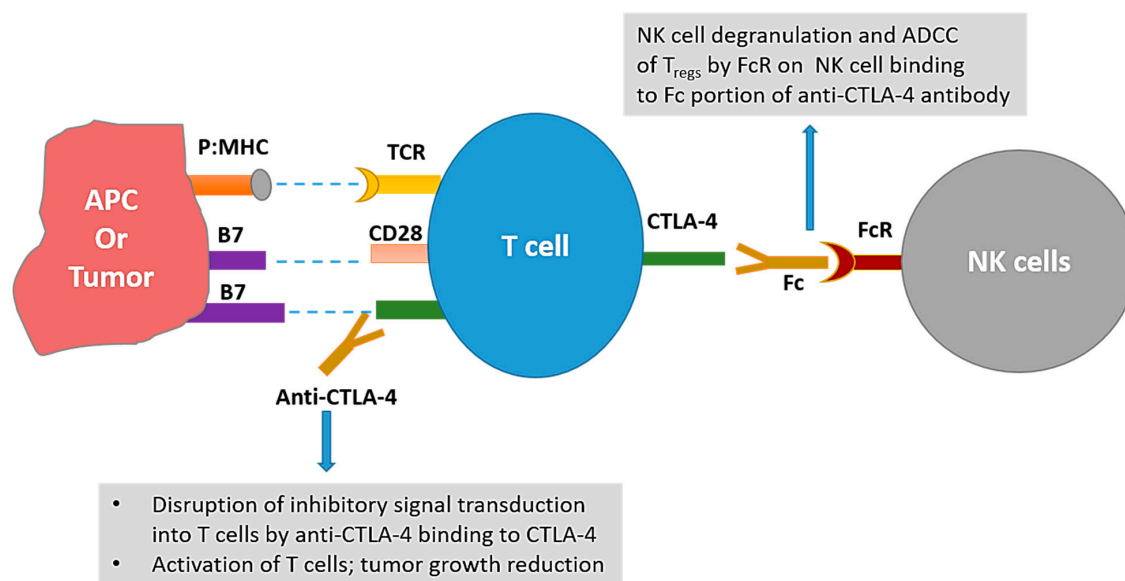 NK cell degranulation and ADCC
of Tregs by FcR on NK cell binding
to Fc portion of anti-CTLA-4 antibody
P:MHC
TCR
APC
Or
Tumor
B7
CD28
T cell
CTLA-4
FcR
NK cells
Fc
B7
Anti-CTLA-4
• Disruption of inhibitory signal transduction
into T cells by anti-CTLA-4 binding to CTLA-4
• Activation of T cells; tumor growth reduction